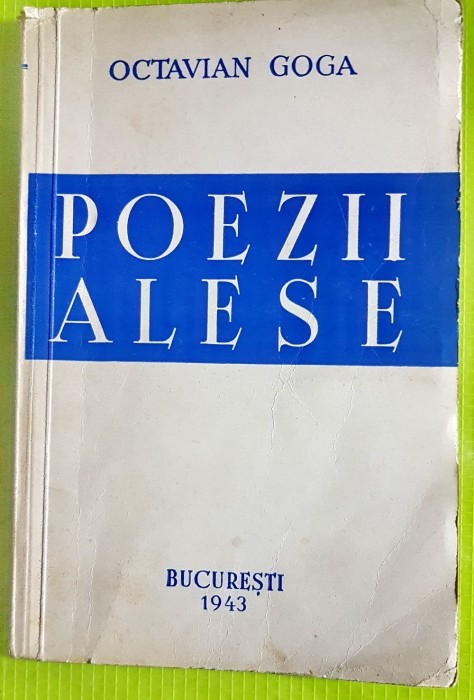 OCTAVIAN GOGA
POEZII
ALESE
BUCUREȘTI
1943